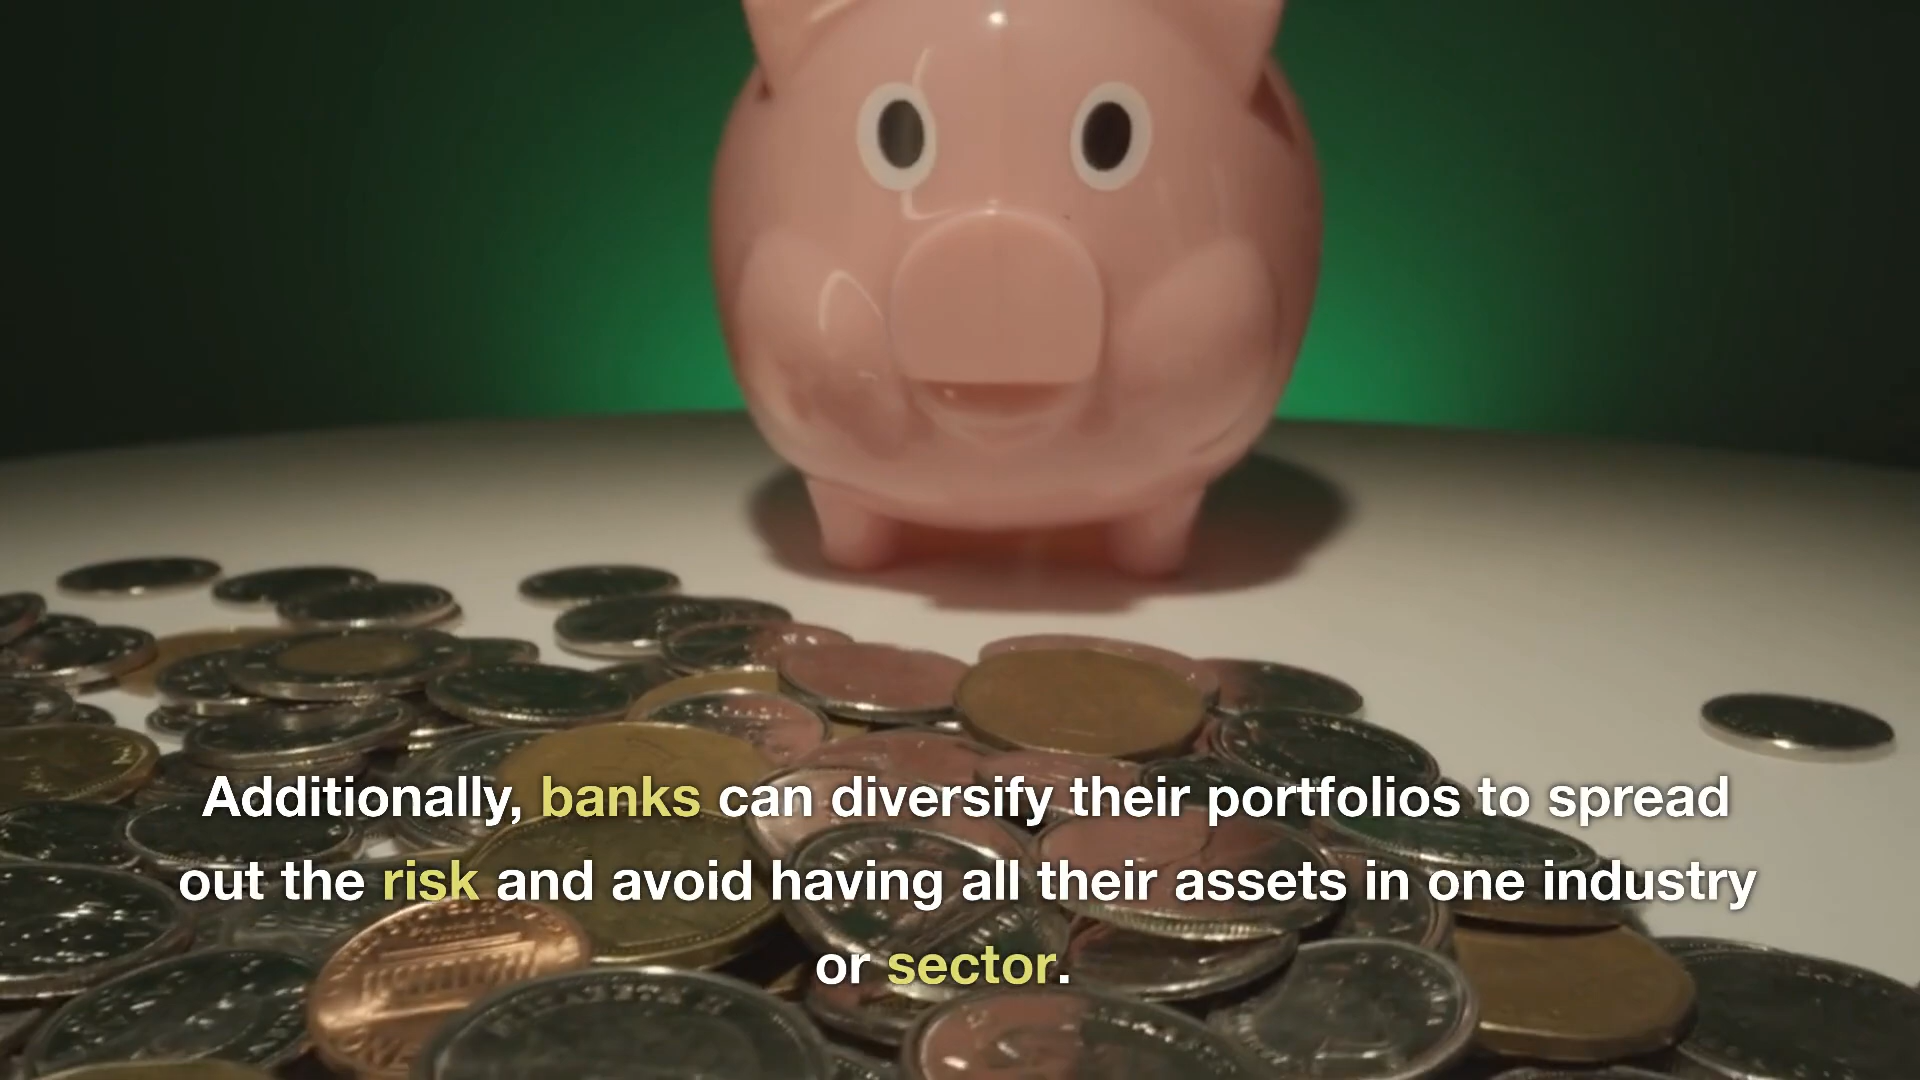 Additionally, banks can diversify their portfolios to spread
out the risk and avoid having all their assets in one industry
or sector.